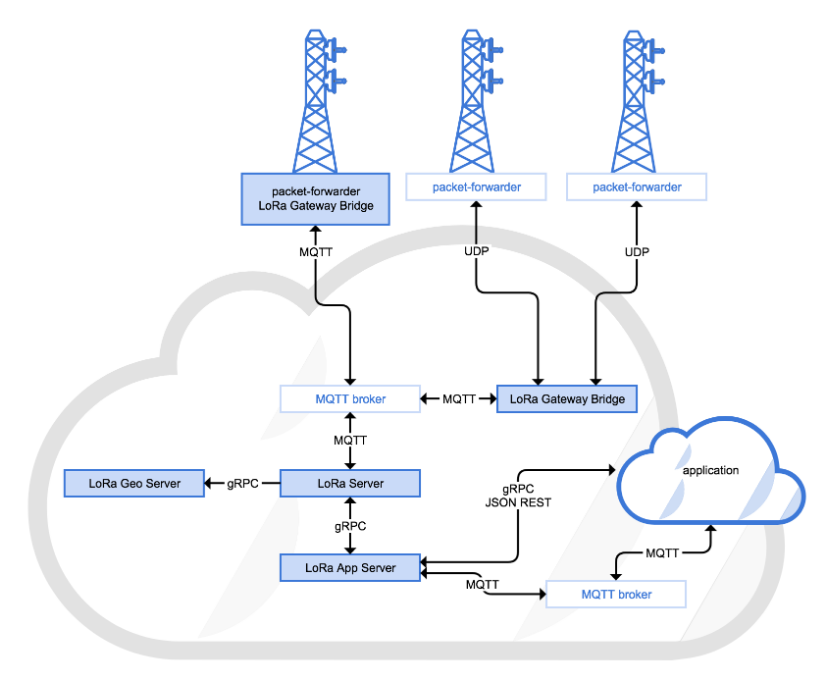 packet-forwarder
LoRa Gateway Bridge
packet-forwarder
packet-forwarder
MQTT
UDP
UDP
MQTT broker
MQTT
LoRa Gateway Bridge
MQTT
LoRa Geo Server
gRPC
LoRa Server
application
gRPC
JSON REST
gRPC
LoRa App Server
MQTT
MQTT
MQTT broker